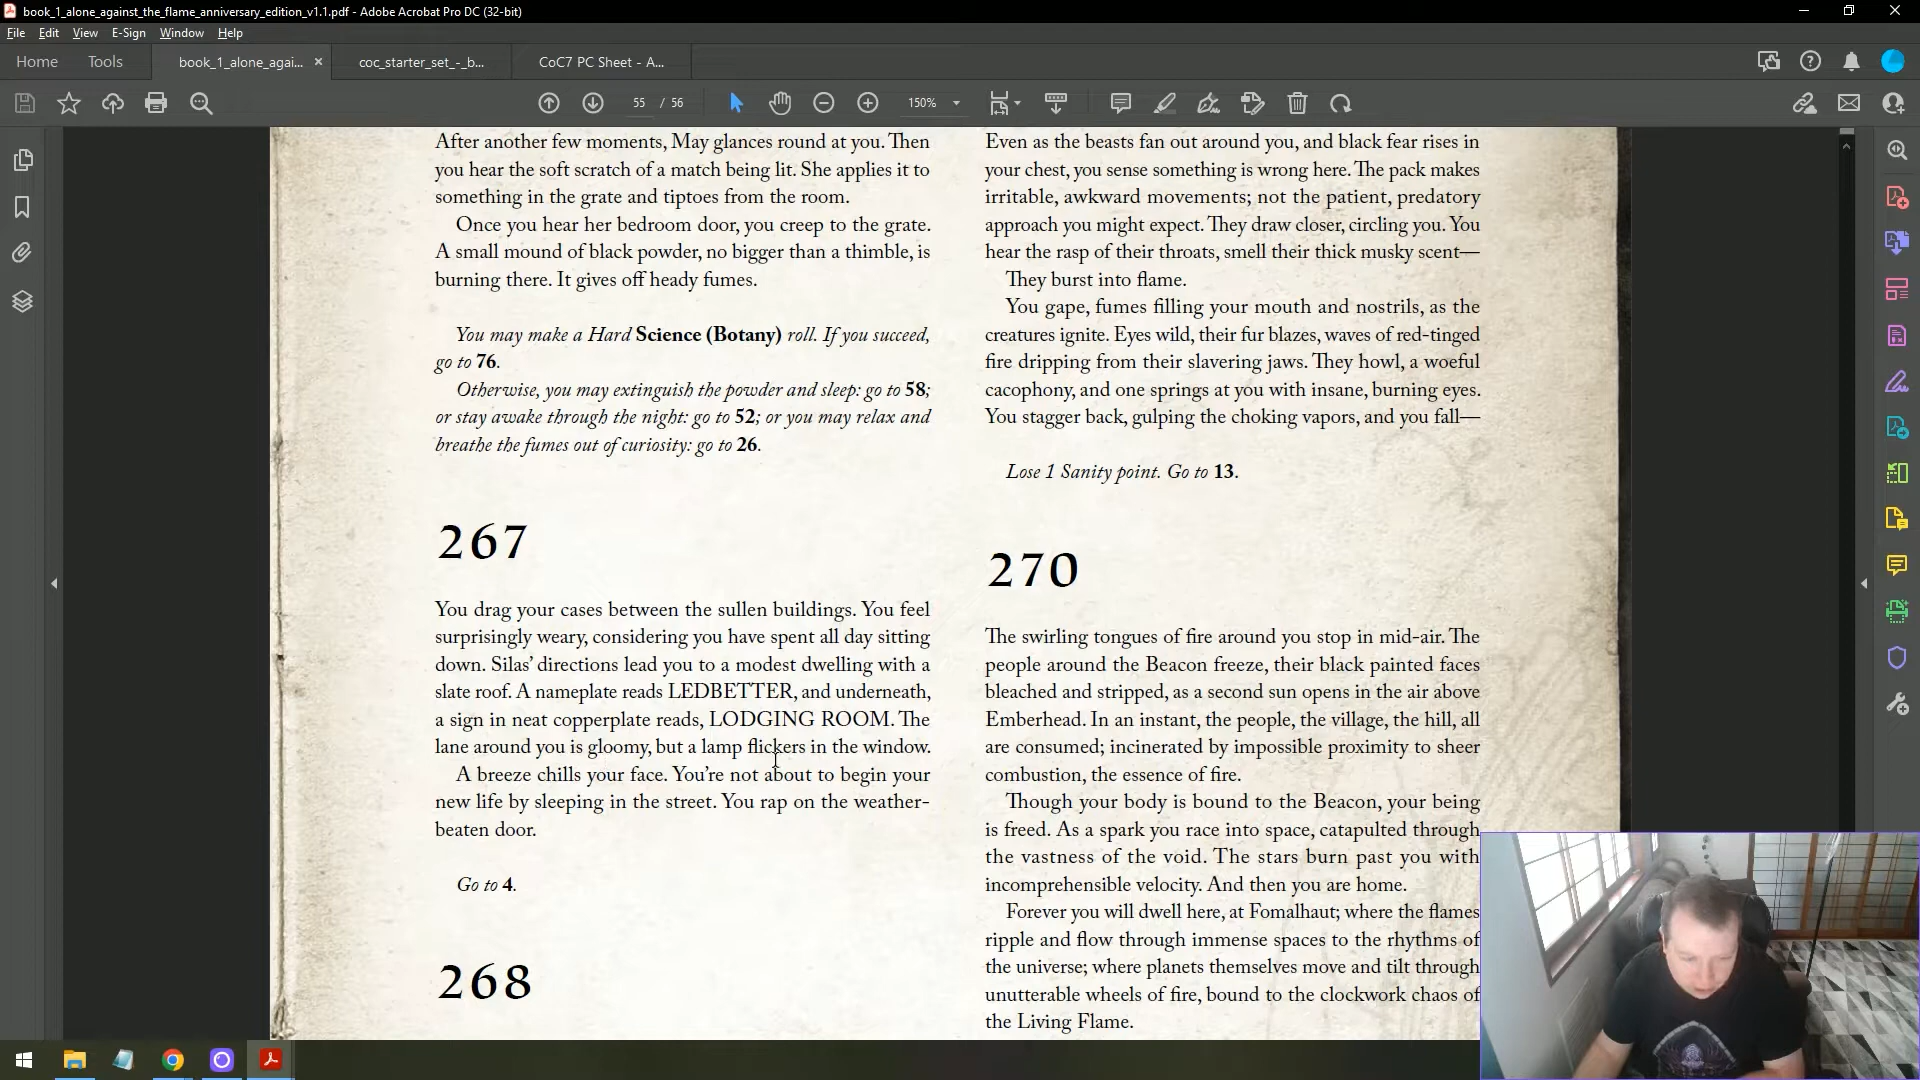 book_1_alone_against_the_flame_anniversary_edition_v1.1.pdf - Adobe Acrobat Pro DC (32-bit)
File Edit View E-Sign Window Help
Home Tools book_1_alone_agai... coc_starter_set_-_b... CoC7 PC Sheet - A...
55 / 56 150%
After another few moments, May glances round at you. Then
you hear the soft scratch of a match being lit. She applies it to
something in the grate and tiptoes from the room.
Once you hear her bedroom door, you creep to the grate.
A small mound of black powder, no bigger than a thimble, is
burning there. It gives off heady fumes.
You may make a Hard Science (Botany) roll. If you succeed,
go to 76.
Otherwise, you may extinguish the powder and sleep: go to 58;
or stay awake through the night: go to 52; or you may relax and
breathe the fumes out of curiosity: go to 26.
267
You drag your cases between the sullen buildings. You feel
surprisingly weary, considering you have spent all day sitting
down. Silas’ directions lead you to a modest dwelling with a
slate roof. A nameplate reads LEDBETTER, and underneath,
a sign in neat copperplate reads, LODGING ROOM. The
lane around you is gloomy, but a lamp flickers in the window.
A breeze chills your face. You’re not about to begin your
new life by sleeping in the street. You rap on the weather-
beaten door.
Go to 4.
268
Even as the beasts fan out around you, and black fear rises in
your chest, you sense something is wrong here. The pack makes
irritable, awkward movements; not the patient, predatory
approach you might expect. They draw closer, circling you. You
hear the rasp of their throats, smell their thick musky scent—
They burst into flame.
You gape, fumes filling your mouth and nostrils, as the
creatures ignite. Eyes wild, their fur blazes, waves of red-tinged
fire dripping from their slavering jaws. They howl, a woeful
cacophony, and one springs at you with insane, burning eyes.
You stagger back, gulping the choking vapors, and you fall—
Lose 1 Sanity point. Go to 13.
270
The swirling tongues of fire around you stop in mid-air. The
people around the Beacon freeze, their black painted faces
bleached and stripped, as a second sun opens in the air above
Emberhead. In an instant, the people, the village, the hill, all
are consumed; incinerated by impossible proximity to sheer
combustion, the essence of fire.
Though your body is bound to the Beacon, your being
is freed. As a spark you race into space, catapulted through
the vastness of the void. The stars burn past you with
incomprehensible velocity. And then you are home.
Forever you will dwell here, at Fomalhaut; where the flames
ripple and flow through immense spaces to the rhythms of
the universe; where planets themselves move and tilt through
unutterable wheels of fire, bound to the clockwork chaos of
the Living Flame.